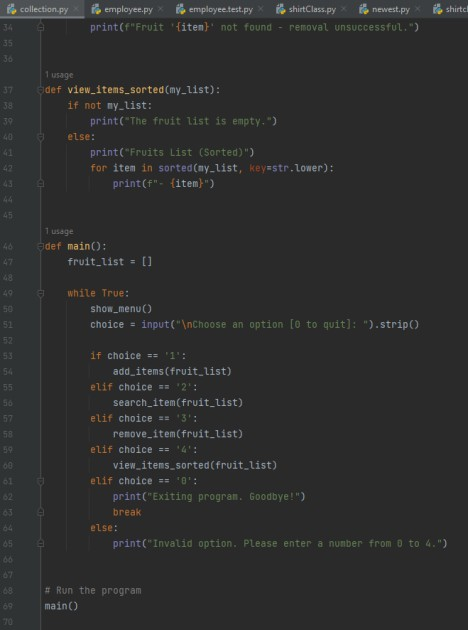 collection.py × employee.py × employee.test.py × shirtClass.py × newest.py × shirtcl
34 print(f"Fruit '{item}' not found - removal unsuccessful.")
35
36
1 usage
37 def view_items_sorted(my_list):
38 if not my_list:
39 print("The fruit list is empty.")
40 else:
41 print("Fruits List (Sorted)")
42 for item in sorted(my_list, key=str.lower):
43 print(f"- {item}")
44
45
1 usage
46 def main():
47 fruit_list = []
48
49 while True:
50 show_menu()
51 choice = input("\nChoose an option [0 to quit]: ").strip()
52
53 if choice == '1':
54 add_items(fruit_list)
55 elif choice == '2':
56 search_item(fruit_list)
57 elif choice == '3':
58 remove_item(fruit_list)
59 elif choice == '4':
60 view_items_sorted(fruit_list)
61 elif choice == '0':
62 print("Exiting program. Goodbye!")
63 break
64 else:
65 print("Invalid option. Please enter a number from 0 to 4.")
66
67
68 # Run the program
69 main()
70